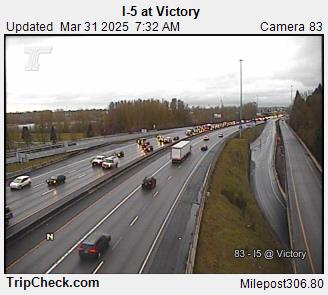 I-5 at Victory
Updated Mar 31 2025 7:32 AM Camera 83
N
83 - I5 @ Victory
TripCheck.com Milepost306.80